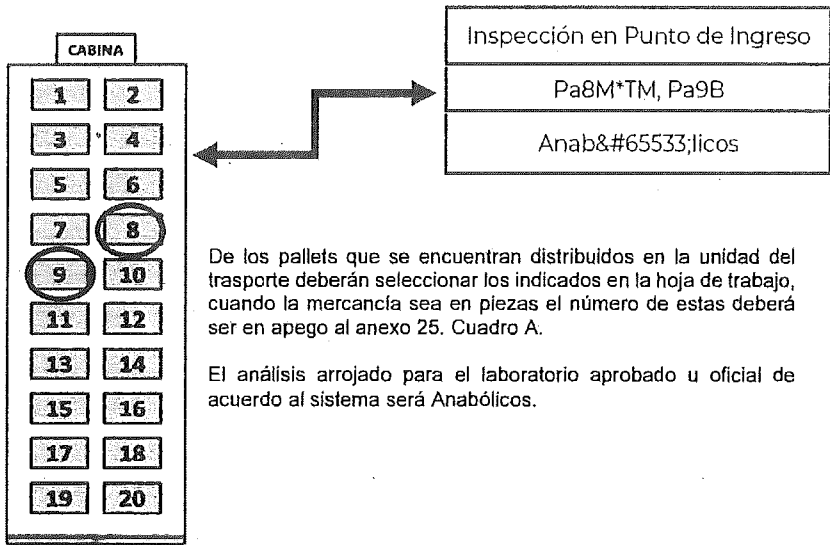 CABINA
1 2
3 4
5 6
7 8
9 10
11 12
13 14
15 16
17 18
19 20
Inspección en Punto de Ingreso
Pa8M*TM, Pa9B
Anab&#65533;licos
De los pallets que se encuentran distribuidos en la unidad del
trasporte deberán seleccionar los indicados en la hoja de trabajo,
cuando la mercancía sea en piezas el número de estas deberá
ser en apego al anexo 25. Cuadro A.
El análisis arrojado para el laboratorio aprobado u oficial de
acuerdo al sistema será Anabólicos.